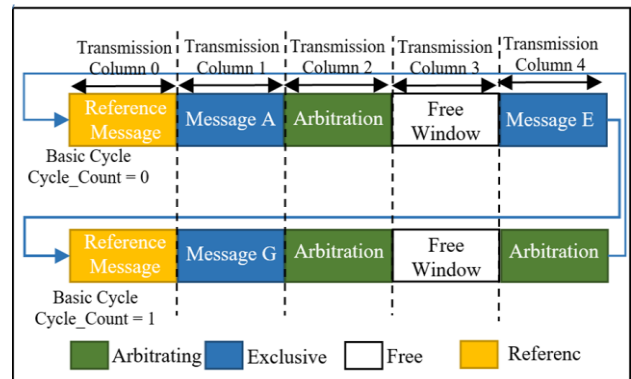 Transmission Column 0
Transmission Column 1
Transmission Column 2
Transmission Column 3
Transmission Column 4
Reference Message
Message A
Arbitration
Free Window
Message E
Basic Cycle
Cycle_Count = 0
Reference Message
Message G
Arbitration
Free Window
Arbitration
Basic Cycle
Cycle_Count = 1
Arbitrating
Exclusive
Free
Referenc